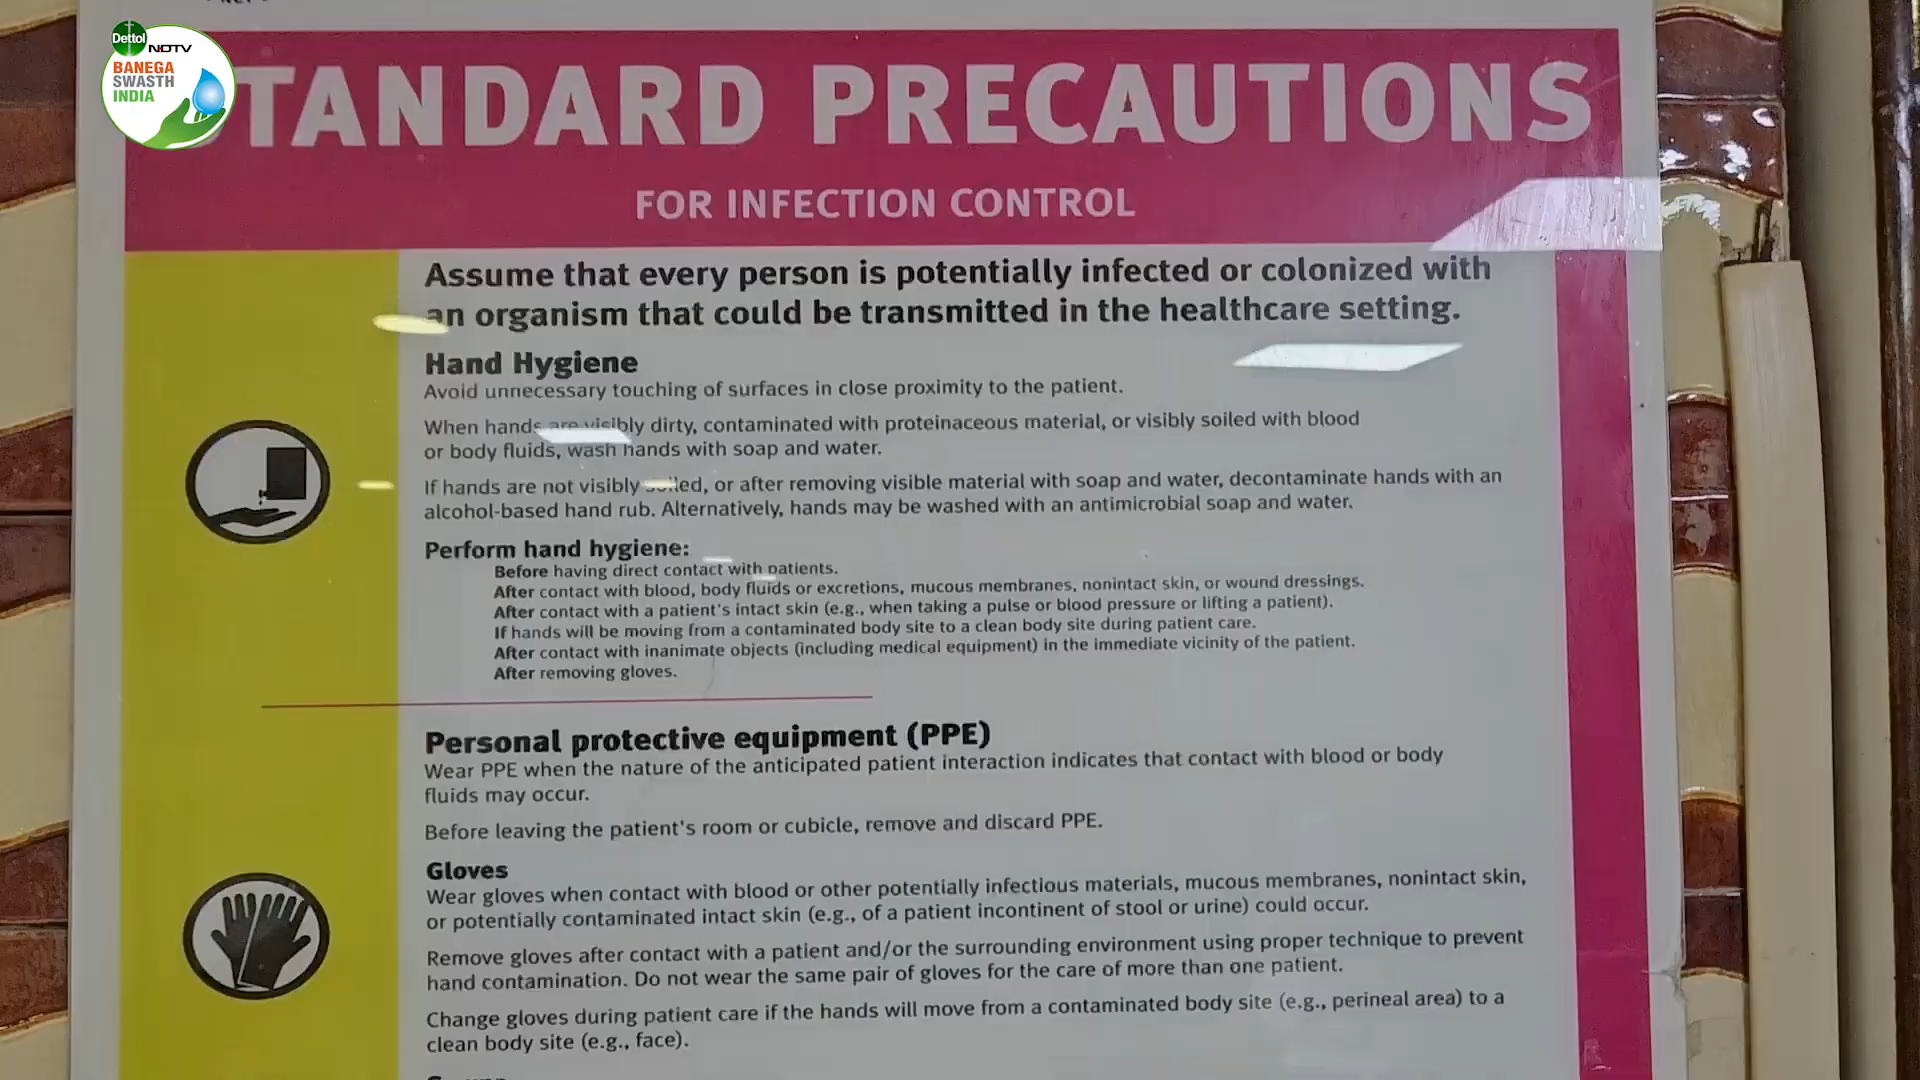 Dettol
NDTV
BANEGA
SWASTH
INDIA
TANDARD PRECAUTIONS
FOR INFECTION CONTROL
Assume that every person is potentially infected or colonized with
an organism that could be transmitted in the healthcare setting.
Hand Hygiene
Avoid unnecessary touching of surfaces in close proximity to the patient.
When hands are visibly dirty, contaminated with proteinaceous material, or visibly soiled with blood
or body fluids, wash hands with soap and water.
If hands are not visibly soiled, or after removing visible material with soap and water, decontaminate hands with an
alcohol-based hand rub. Alternatively, hands may be washed with an antimicrobial soap and water.
Perform hand hygiene:
Before having direct contact with patients.
After contact with blood, body fluids or excretions, mucous membranes, nonintact skin, or wound dressings.
After contact with a patient's intact skin (e.g., when taking a pulse or blood pressure or lifting a patient).
If hands will be moving from a contaminated body site to a clean body site during patient care.
After contact with inanimate objects (including medical equipment) in the immediate vicinity of the patient.
After removing gloves.
Personal protective equipment (PPE)
Wear PPE when the nature of the anticipated patient interaction indicates that contact with blood or body
fluids may occur.
Before leaving the patient's room or cubicle, remove and discard PPE.
Gloves
Wear gloves when contact with blood or other potentially infectious materials, mucous membranes, nonintact skin,
or potentially contaminated intact skin (e.g., of a patient incontinent of stool or urine) could occur.
Remove gloves after contact with a patient and/or the surrounding environment using proper technique to prevent
hand contamination. Do not wear the same pair of gloves for the care of more than one patient.
Change gloves during patient care if the hands will move from a contaminated body site (e.g., perineal area) to a
clean body site (e.g., face).